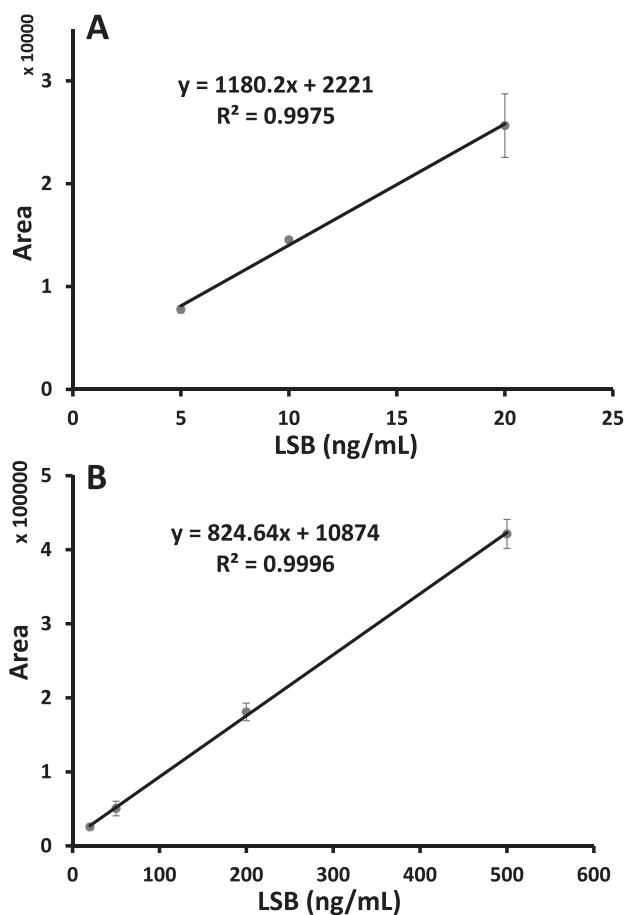 A
x 10000
y = 1180.2x + 2221
R² = 0.9975
3
2
1
0
Area
0 5 10 15 20 25
LSB (ng/mL)
B
x 100000
y = 824.64x + 10874
R² = 0.9996
5
4
3
2
1
0
Area
0 100 200 300 400 500 600
LSB (ng/mL)